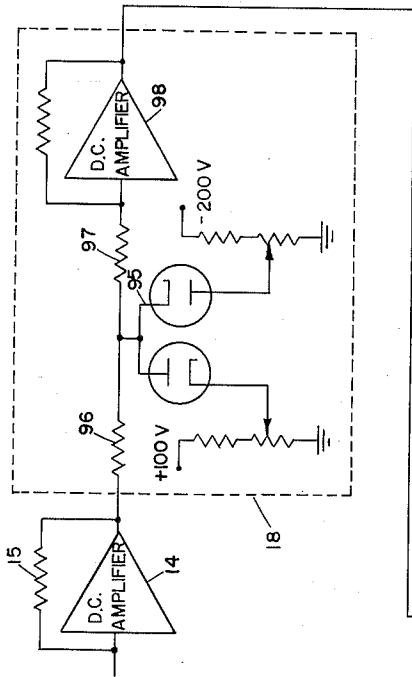 15
D.C.
AMPLIFIER
14
18
96
+100 V
95
97
-200 V
D.C.
AMPLIFIER
98